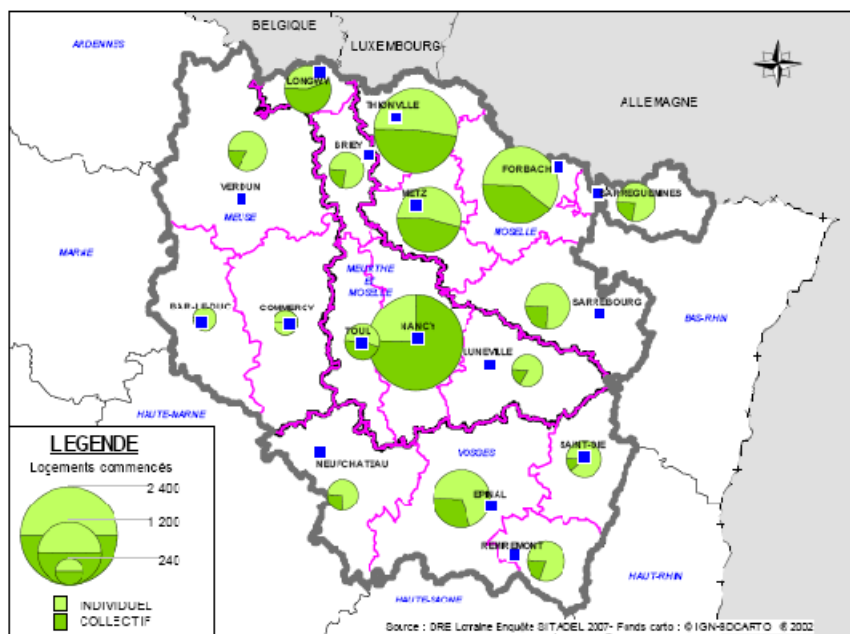 BELGIQUE
ARDENNES
LUXEMBOURG
ALLEMAGNE
LONGWY
THIONVILLE
BRIEY
FORBACH
SARREGUEMINES
METZ
VERDUN
MEUSE
MOSELLE
MARNE
MEURTHE
ET
MOSELLE
BAR-LE-DUC
COMMERCY
SARREBOURG
BAS-RHIN
TOUL
NANCY
LUNEVILLE
HAUTE-MARNE
LEGENDE
Logements commencés
2 400
1 200
240
INDIVIDUEL
COLLECTIF
VOSGES
SAINT-DIE
NEUFCHATEAU
EPINAL
REMIREMONT
HAUT-RHIN
HAUTE-SAONE
Source : DRE Lorraine Enquête SITADEL 2007- Fonds carto : © IGN-BDCARTO ® 2002